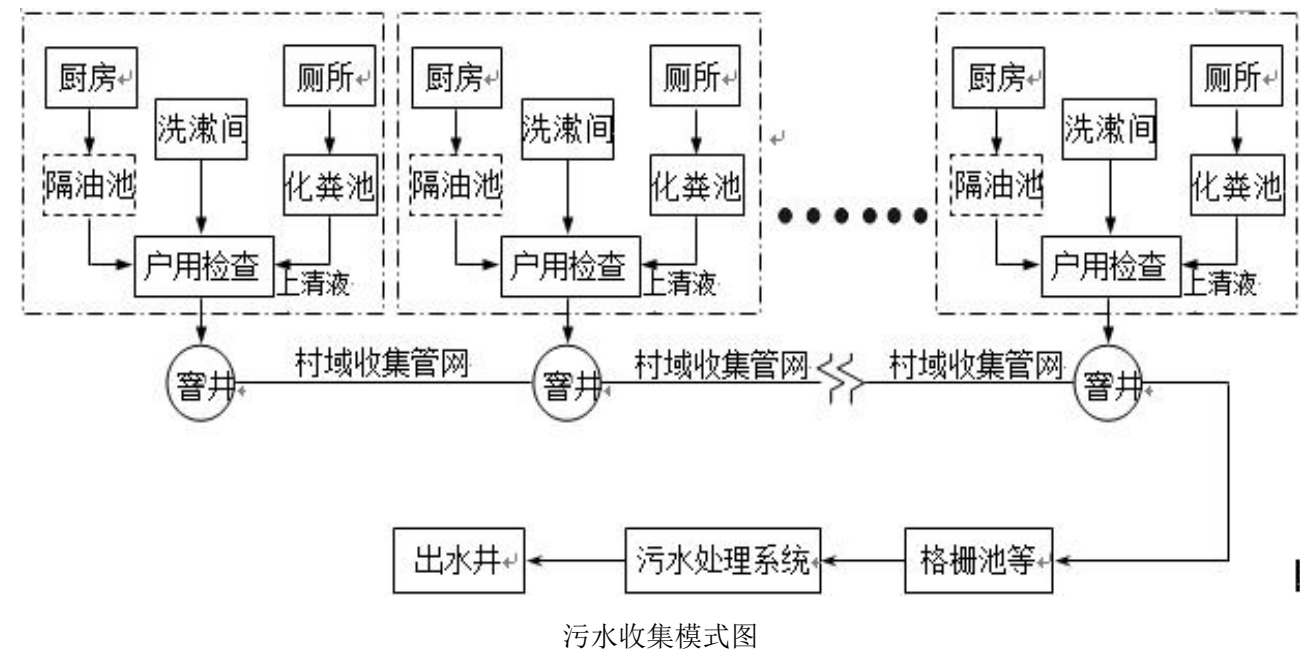 厨房
厕所
洗漱间
隔油池
化粪池
户用检查
上清液
厨房
厕所
洗漱间
隔油池
化粪池
户用检查
上清液
厨房
厕所
洗漱间
隔油池
化粪池
户用检查
上清液
窨井
村域收集管网
窨井
村域收集管网
村域收集管网
窨井
出水井
污水处理系统
格栅池等
污水收集模式图